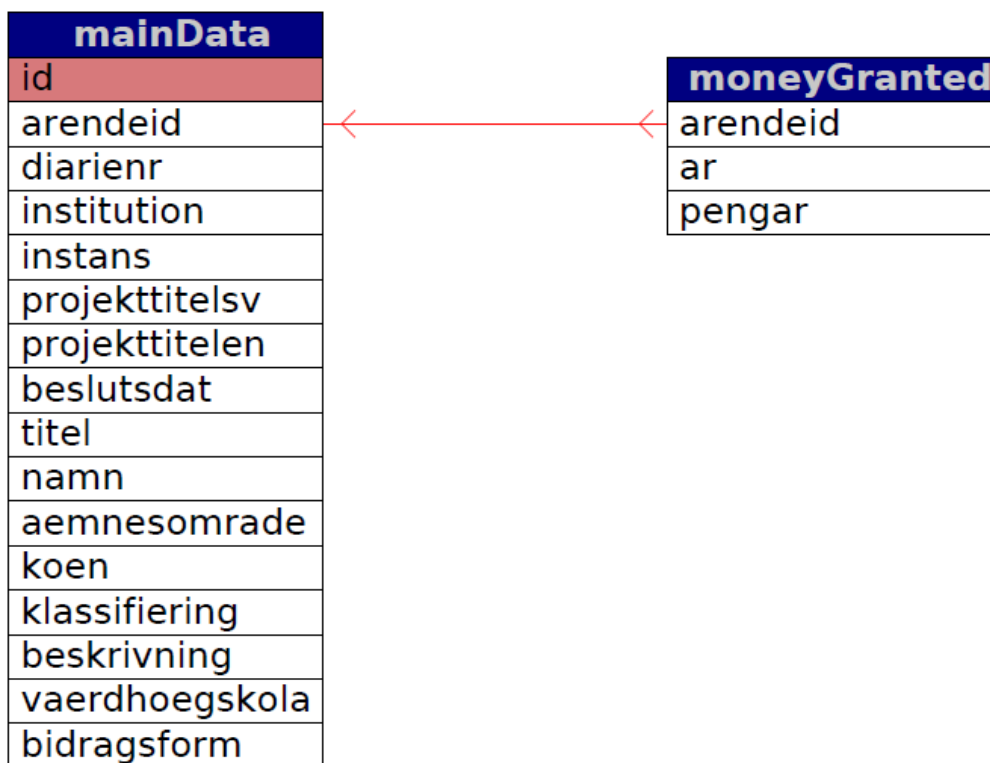 mainData
id
arendeid
diarienr
institution
instans
projekttitelsv
projekttitelen
beslutsdat
titel
namn
aemnesomrade
koen
klassifiering
beskrivning
vaerdhoegskola
bidragsform
moneyGranted
arendeid
ar
pengar